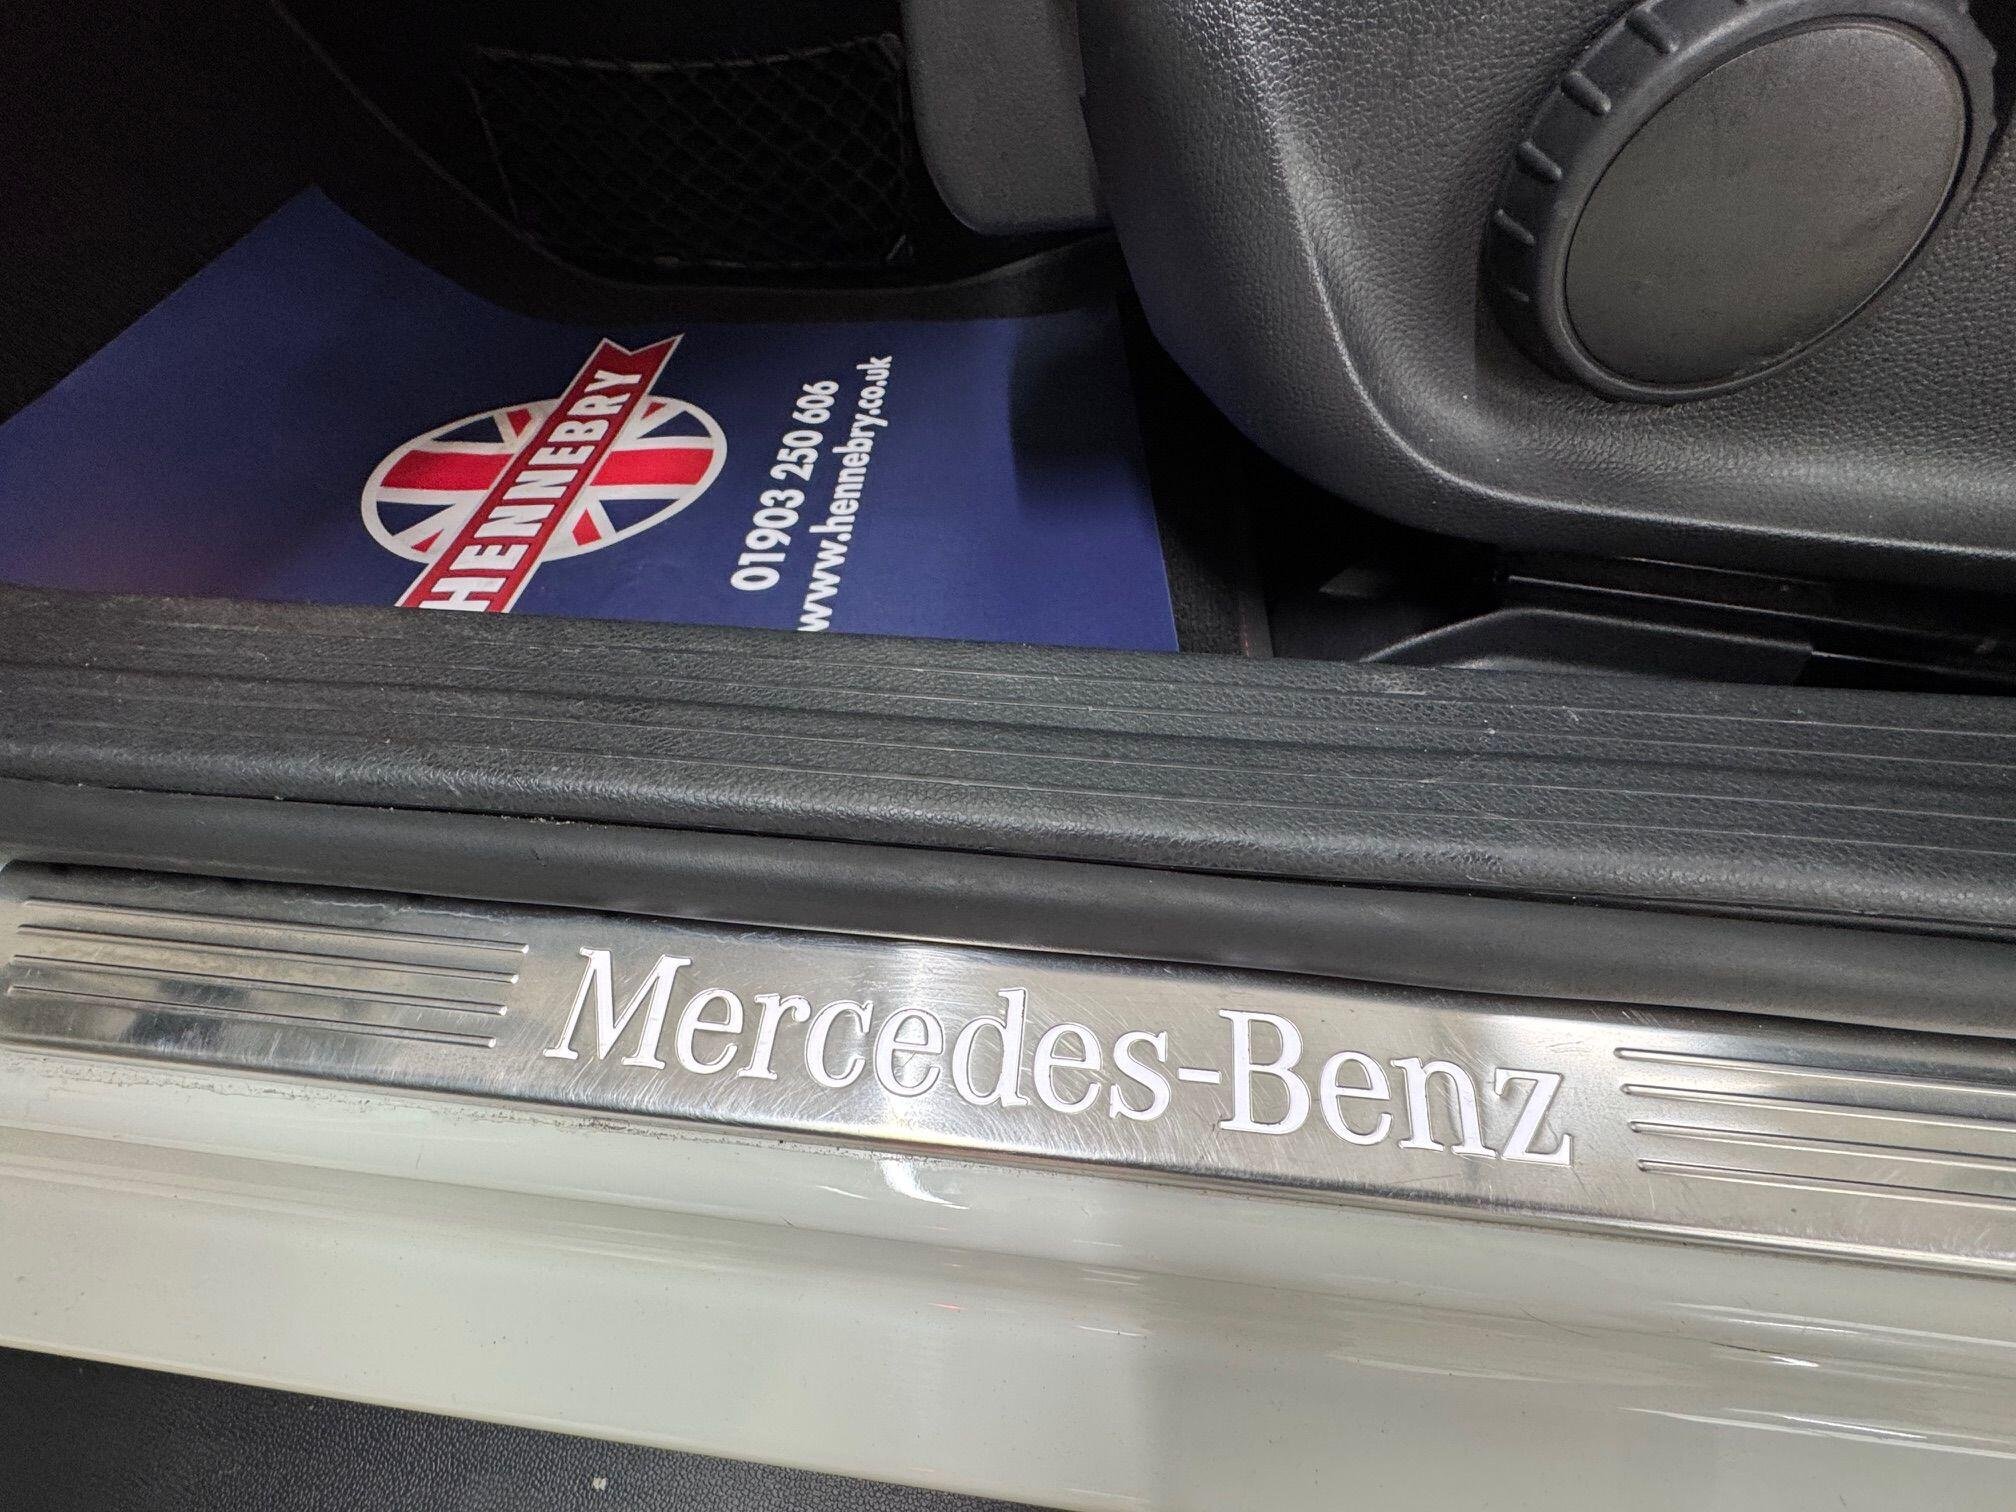 HENNEBRY
01903 250 606
www.hennebry.co.uk
Mercedes-Benz